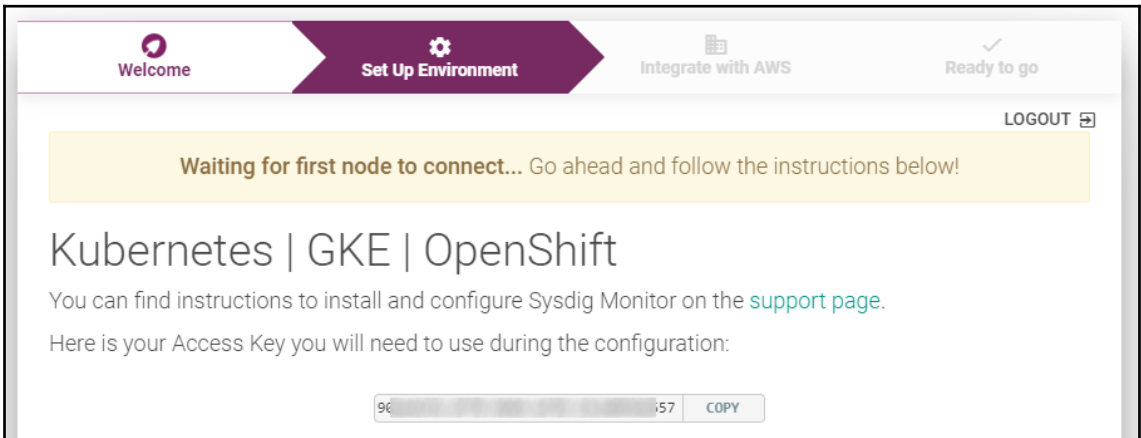 Welcome
Set Up Environment
Integrate with AWS
Ready to go
LOGOUT
Waiting for first node to connect... Go ahead and follow the instructions below!
Kubernetes | GKE | OpenShift
You can find instructions to install and configure Sysdig Monitor on the support page.
Here is your Access Key you will need to use during the configuration:
COPY